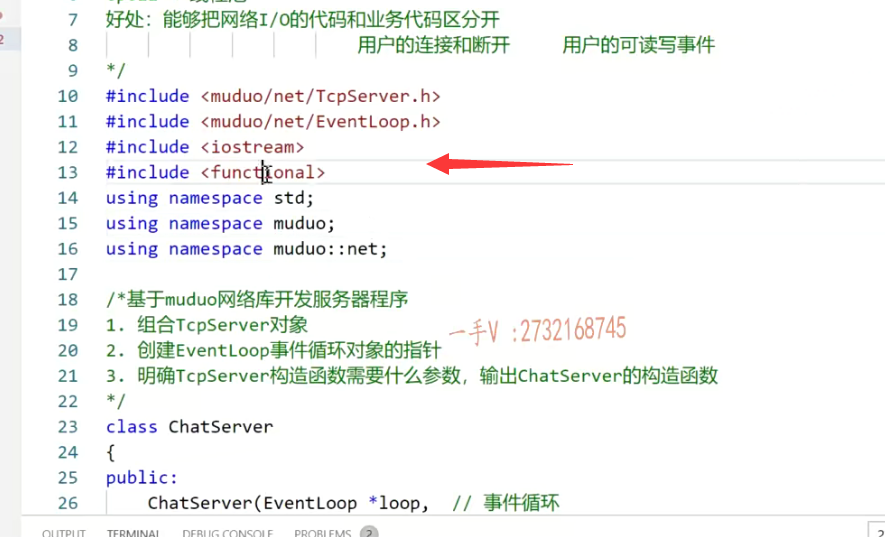 7 好处：能够把网络I/O的代码和业务代码区分开
8 用户的连接和断开 用户的可读写事件
9 */
10 #include <muduo/net/TcpServer.h>
11 #include <muduo/net/EventLoop.h>
12 #include <iostream>
13 #include <functional>
14 using namespace std;
15 using namespace muduo;
16 using namespace muduo::net;
17
18 /*基于muduo网络库开发服务器程序
19 1. 组合TcpServer对象
一手V :2732168745
20 2. 创建EventLoop事件循环对象的指针
21 3. 明确TcpServer构造函数需要什么参数，输出ChatServer的构造函数
22 */
23 class ChatServer
24 {
25 public:
26 ChatServer(EventLoop *loop, // 事件循环
OUTPUT TERMINAL DEBUG CONSOLE PROBLEMS 2